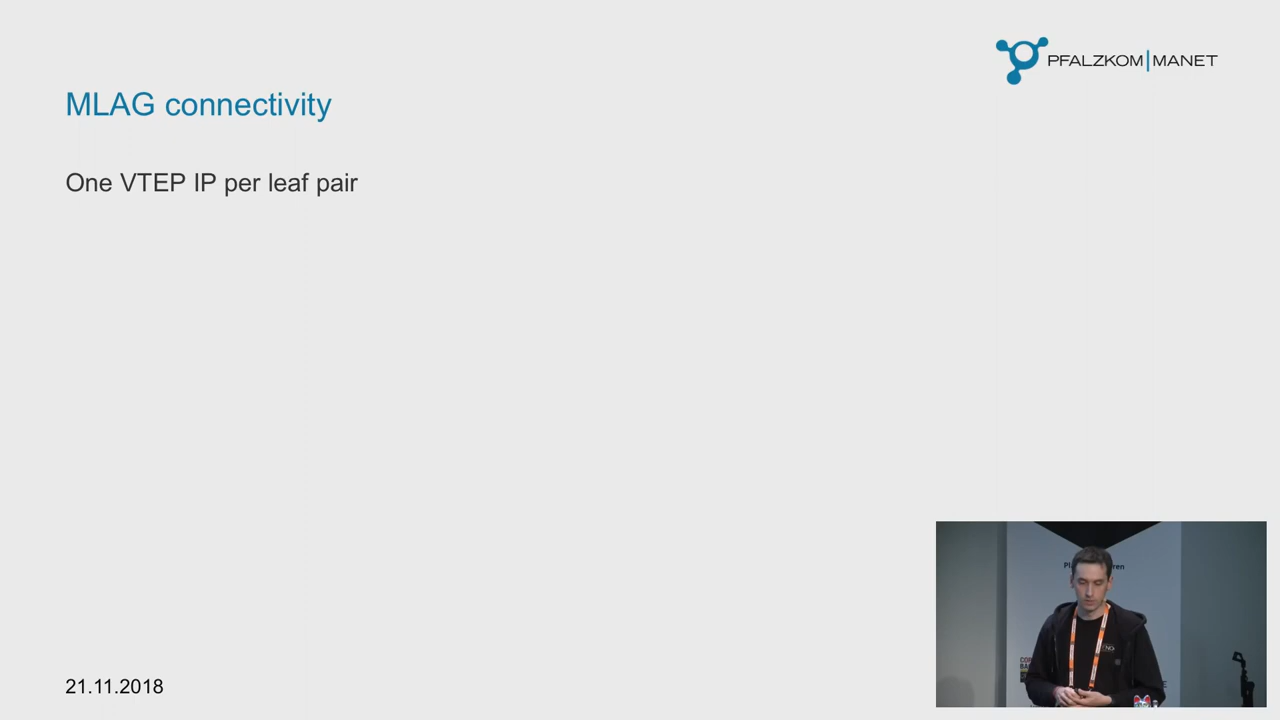 PFALZKOM|MANET
MLAG connectivity
One VTEP IP per leaf pair
21.11.2018